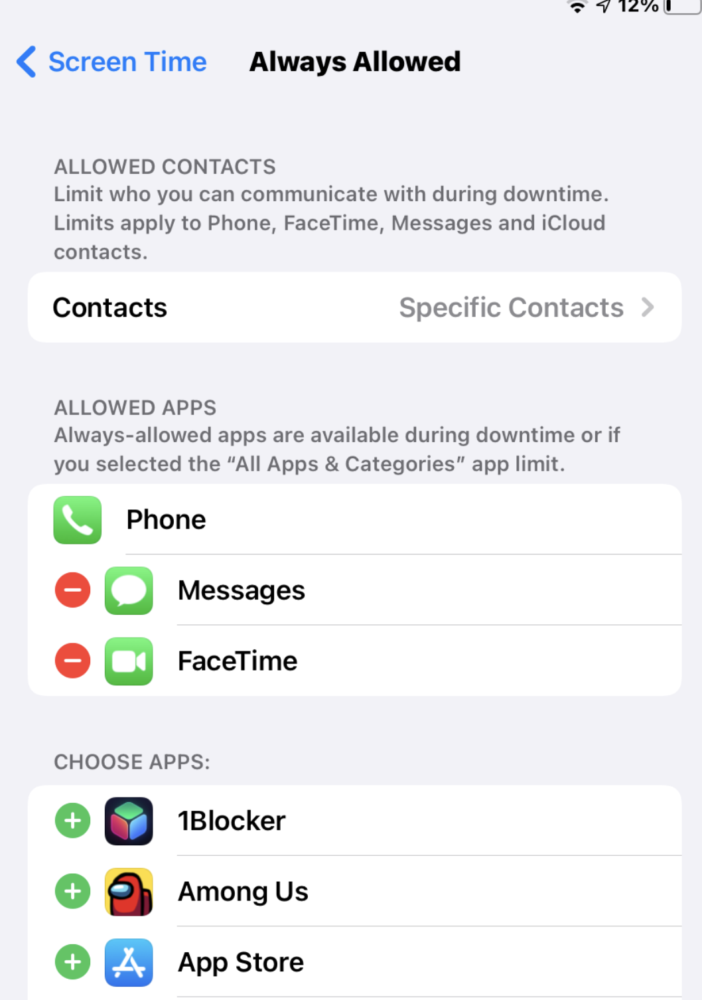 12%
Screen Time Always Allowed
ALLOWED CONTACTS
Limit who you can communicate with during downtime.
Limits apply to Phone, FaceTime, Messages and iCloud
contacts.
Contacts Specific Contacts
ALLOWED APPS
Always-allowed apps are available during downtime or if
you selected the “All Apps & Categories” app limit.
Phone
Messages
FaceTime
CHOOSE APPS:
1Blocker
Among Us
App Store